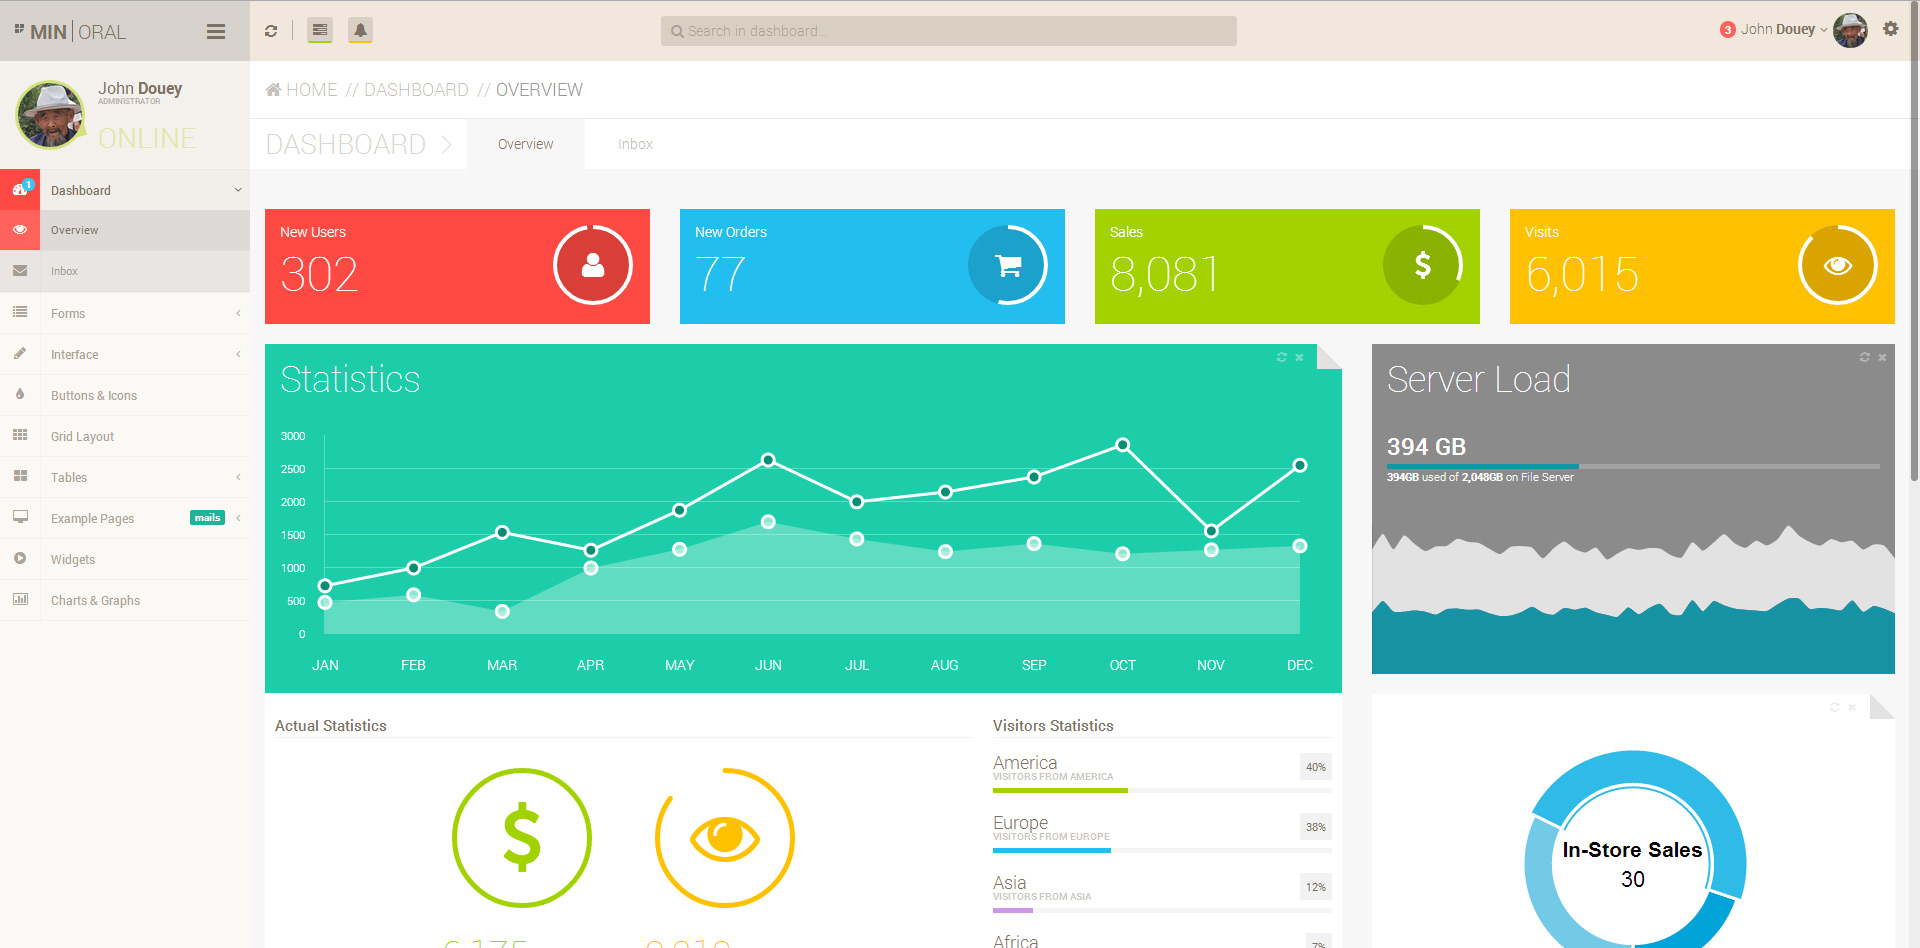 MIN ORAL
Search in dashboard...
3 John Douey
John Douey
ADMINISTRATOR
ONLINE
HOME // DASHBOARD // OVERVIEW
DASHBOARD
Overview
Inbox
1
Dashboard
Overview
Inbox
Forms
Interface
Buttons & Icons
Grid Layout
Tables
Example Pages
mails
Widgets
Charts & Graphs
New Users
302
New Orders
77
Sales
8,081
$
Visits
6,015
Statistics
3000
2500
2000
1500
1000
500
0
JAN FEB MAR APR MAY JUN JUL AUG SEP OCT NOV DEC
Server Load
394 GB
394GB used of 2,048GB on File Server
Actual Statistics
$
Visitors Statistics
America
40%
VISITORS FROM AMERICA
Europe
38%
VISITORS FROM EUROPE
Asia
12%
VISITORS FROM ASIA
Africa
7%
In-Store Sales
30